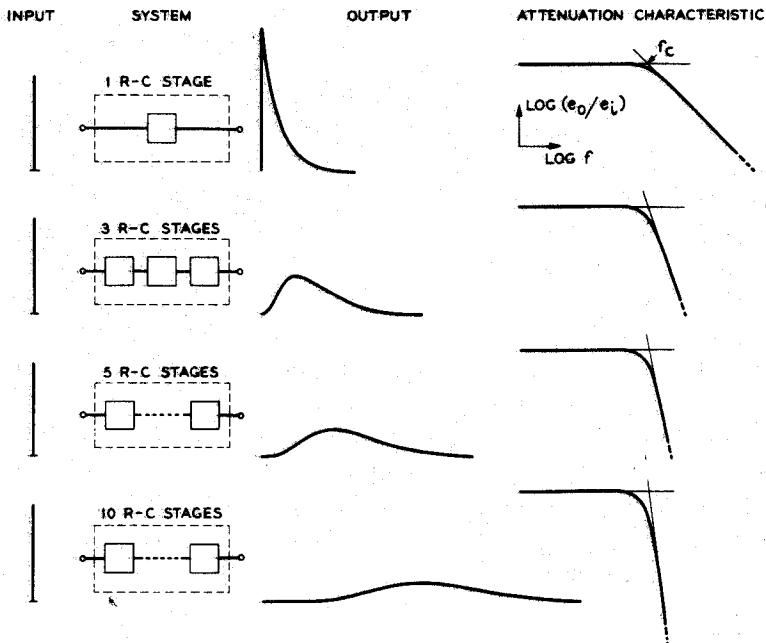 INPUT SYSTEM OUTPUT ATTENUATION CHARACTERISTIC
1 R-C STAGE
fc
LOG (eo/ei)
LOG f
3 R-C STAGES
5 R-C STAGES
10 R-C STAGES